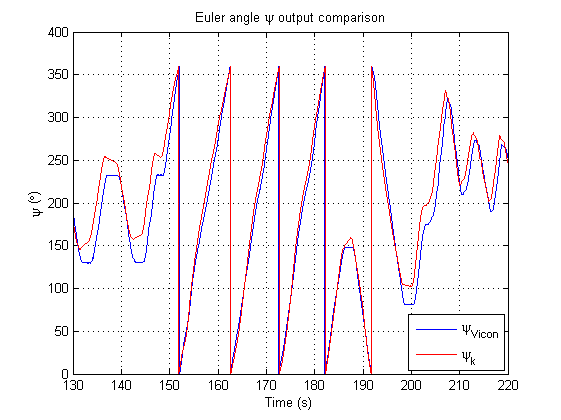 Euler angle ψ output comparison
400
350
300
250
200
150
100
50
0
ψ (°)
130 140 150 160 170 180 190 200 210 220
Time (s)
ψVicon
ψk